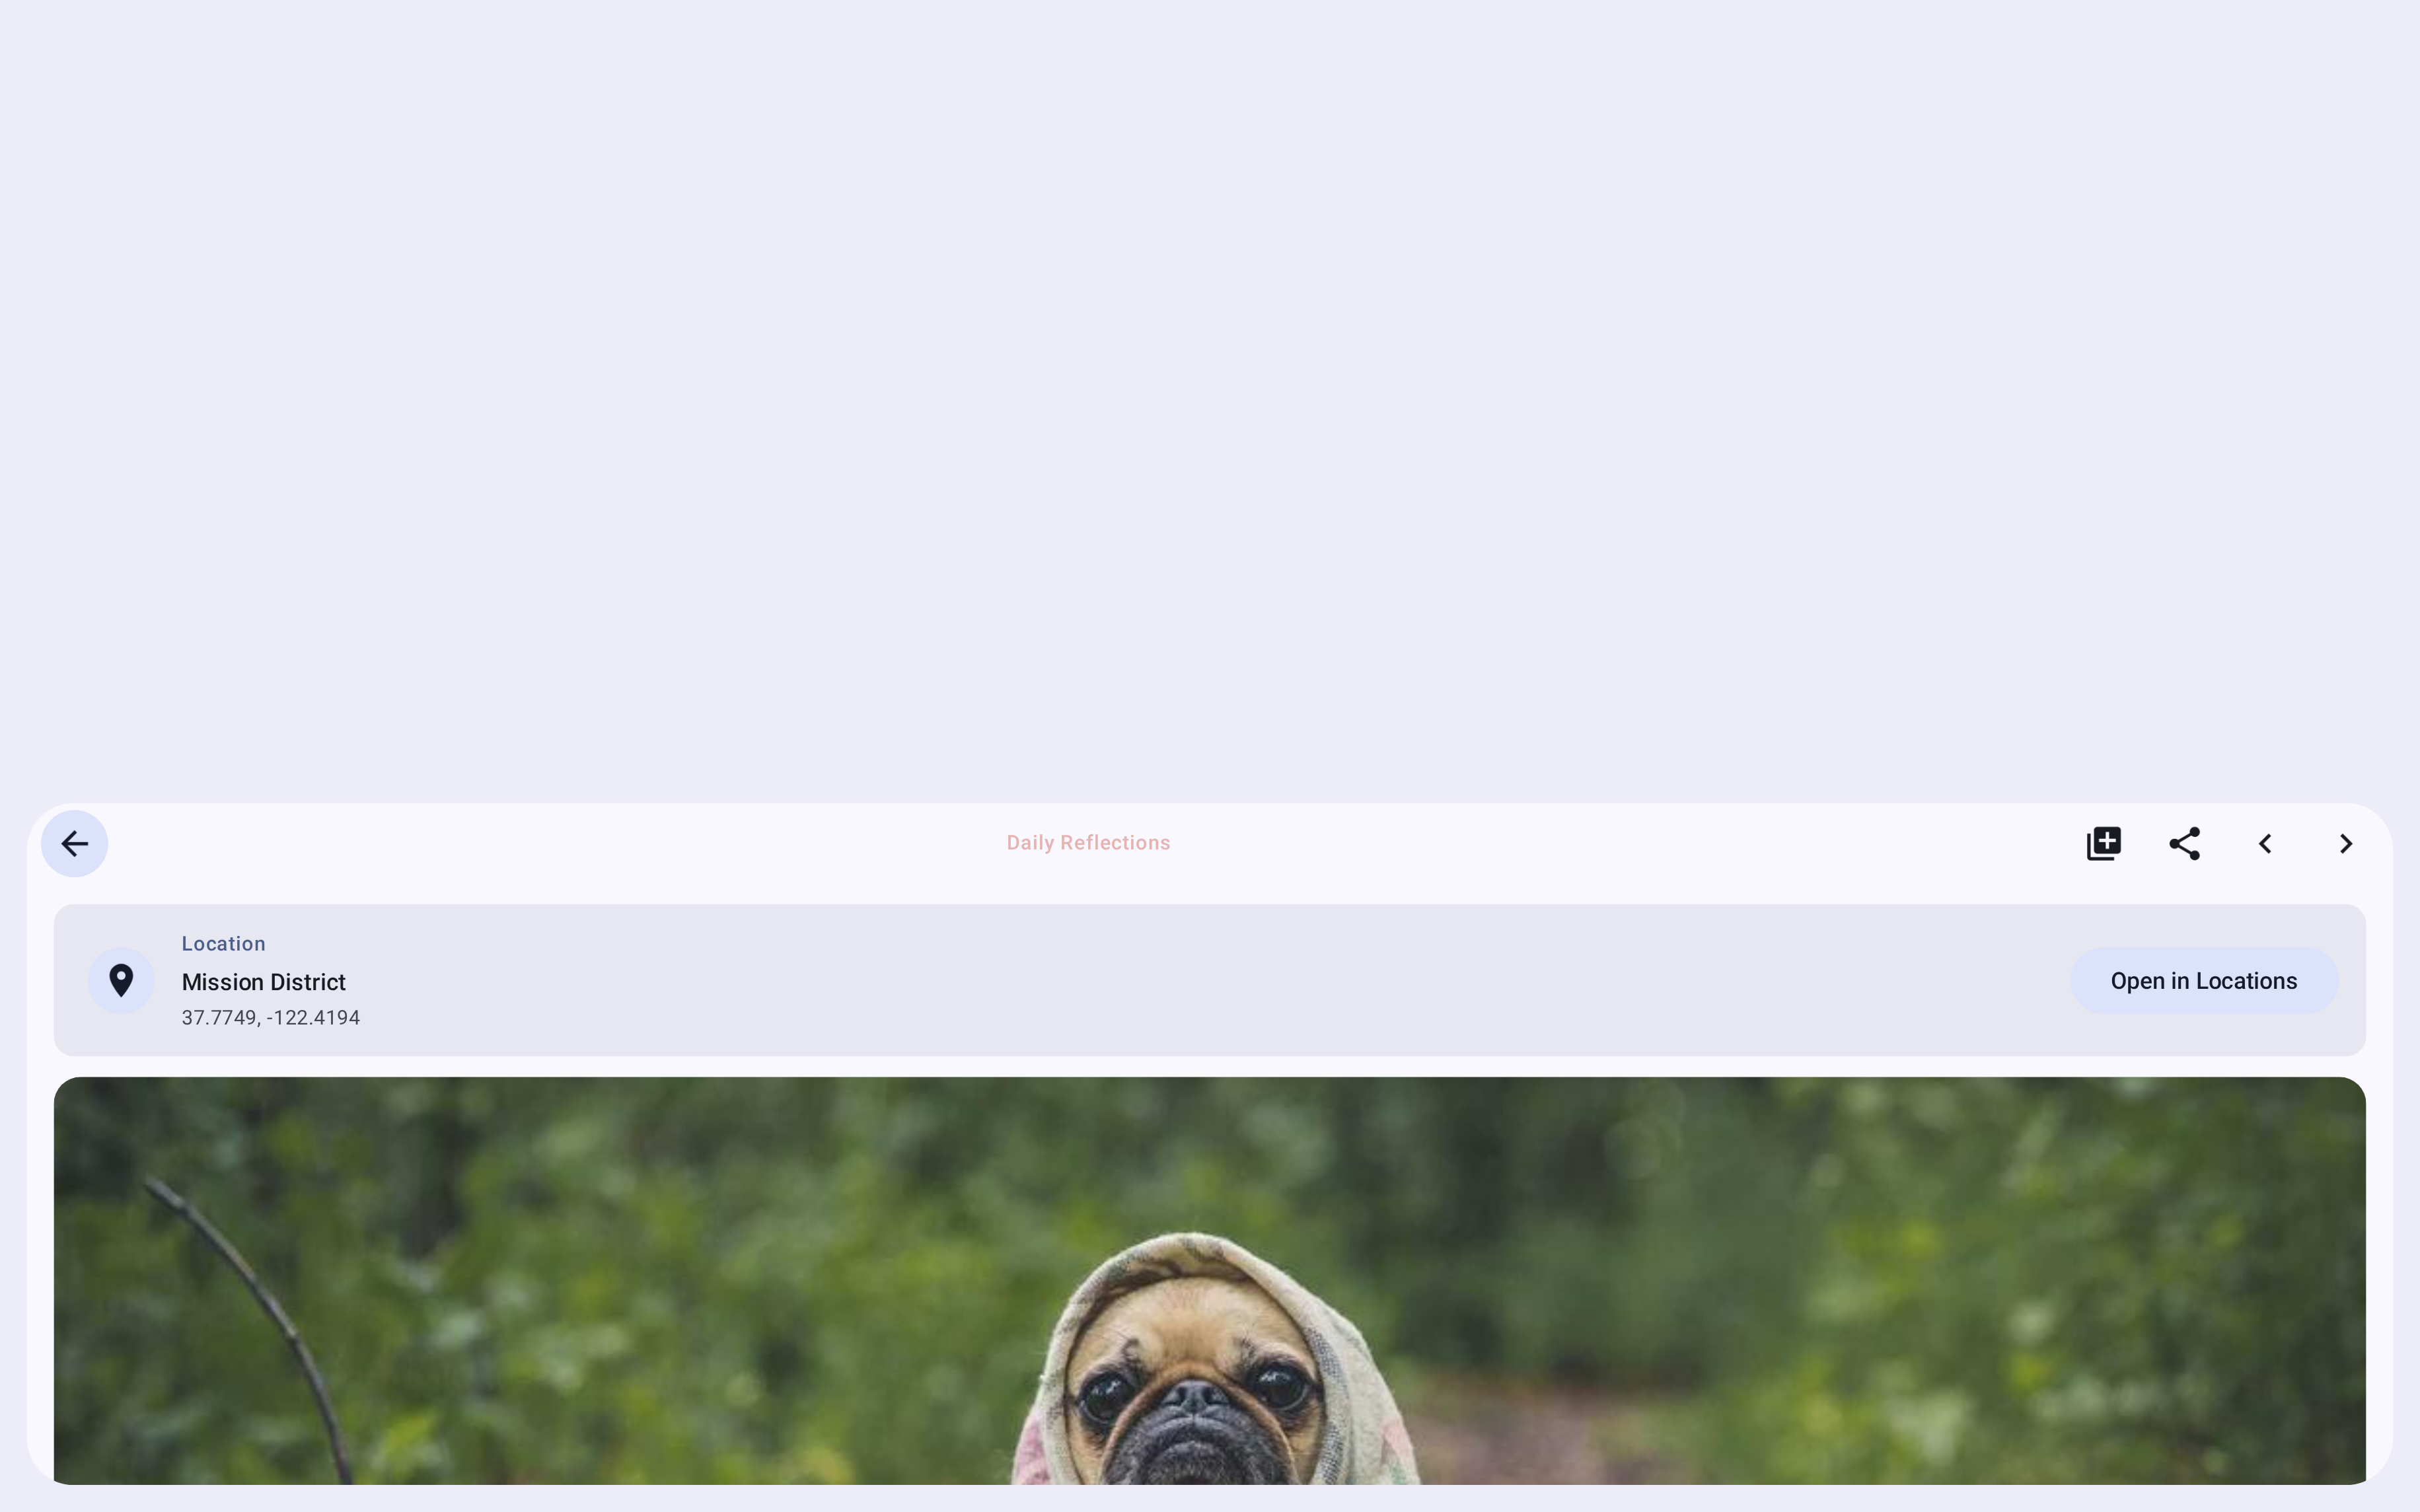 Daily Reflections
Location
Mission District
37.7749, -122.4194
Open in Locations